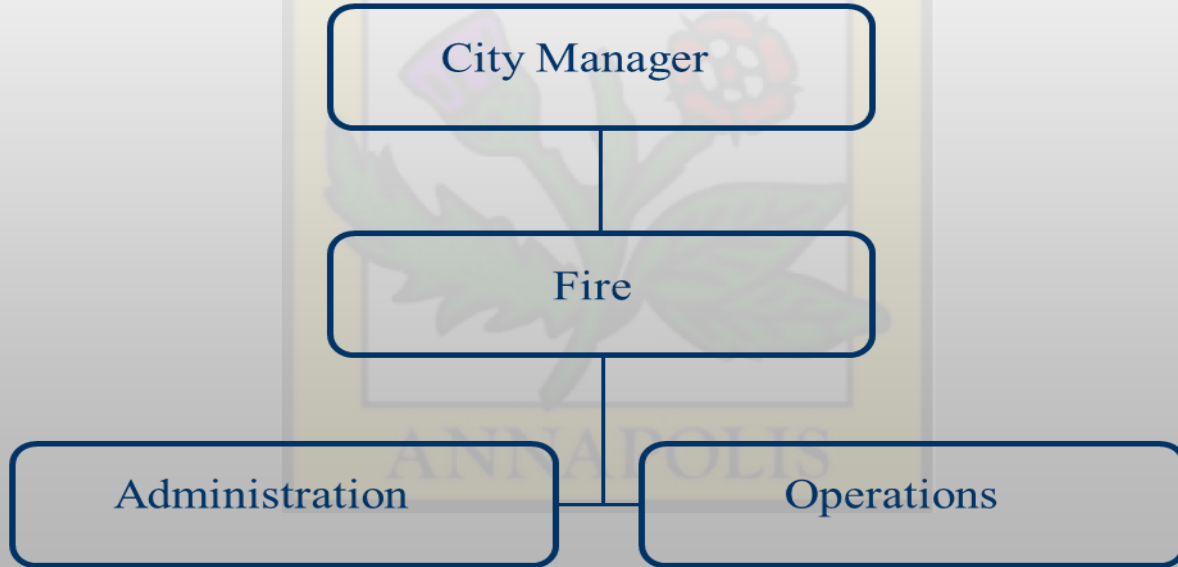 City Manager
Fire
ANNAPOLIS
Administration
Operations